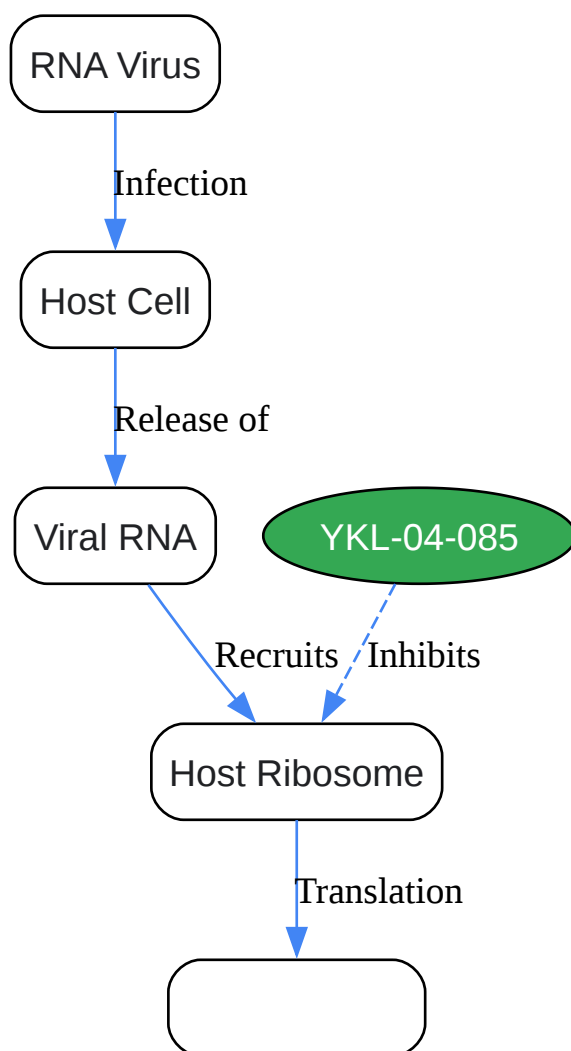 RNA Virus
Infection
Host Cell
Release of
Viral RNA
YKL-04-085
Recruits
Inhibits
Host Ribosome
Translation